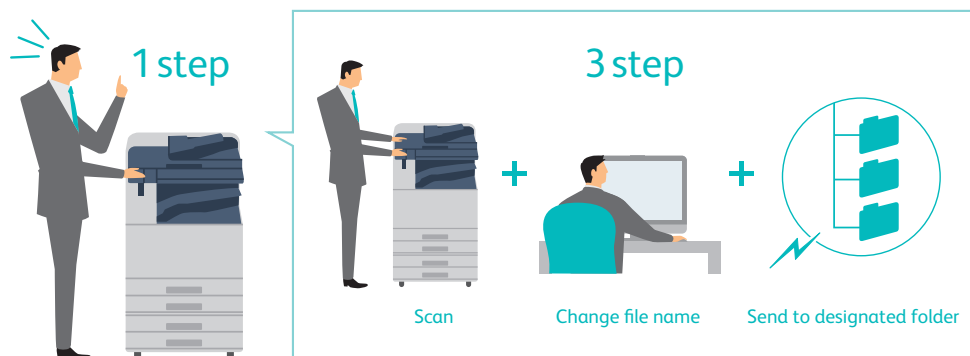 1 step
3 step
Scan
Change file name
Send to designated folder